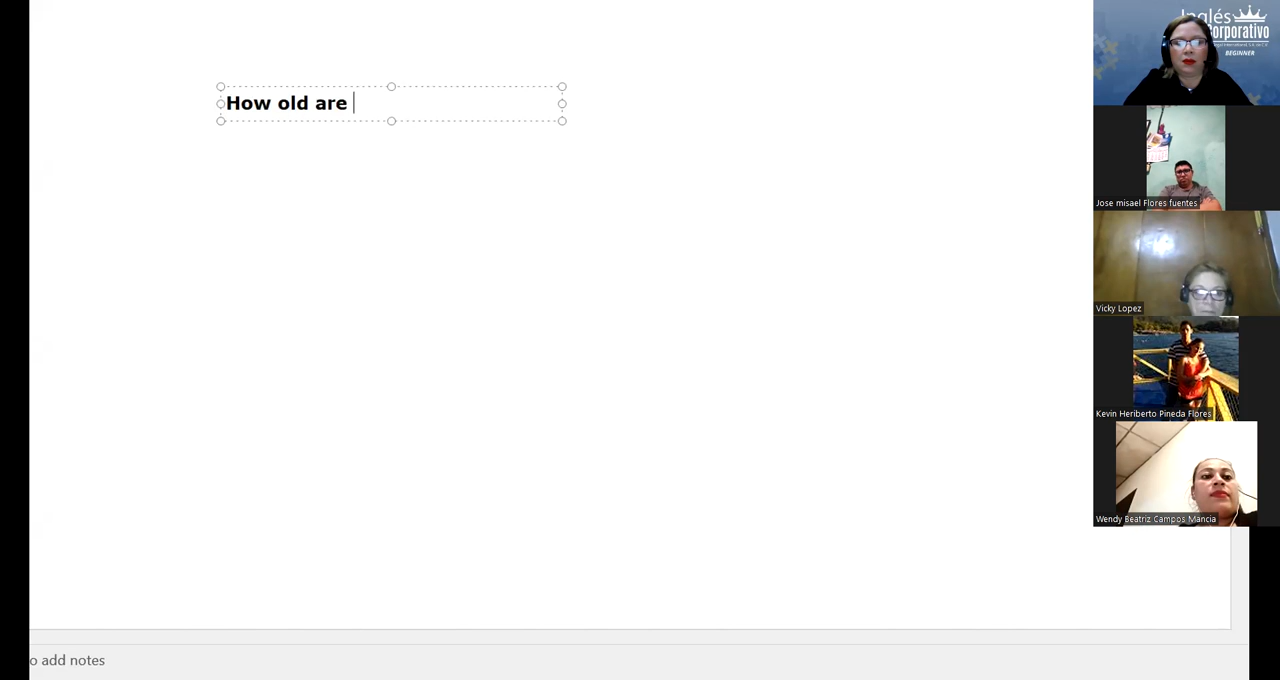 How old are
Inglés
Corporativo
BEGINNER
Jose misael Flores fuentes
Vicky Lopez
Kevin Heriberto Pineda Flores
Wendy Beatriz Campos Mancia
o add notes